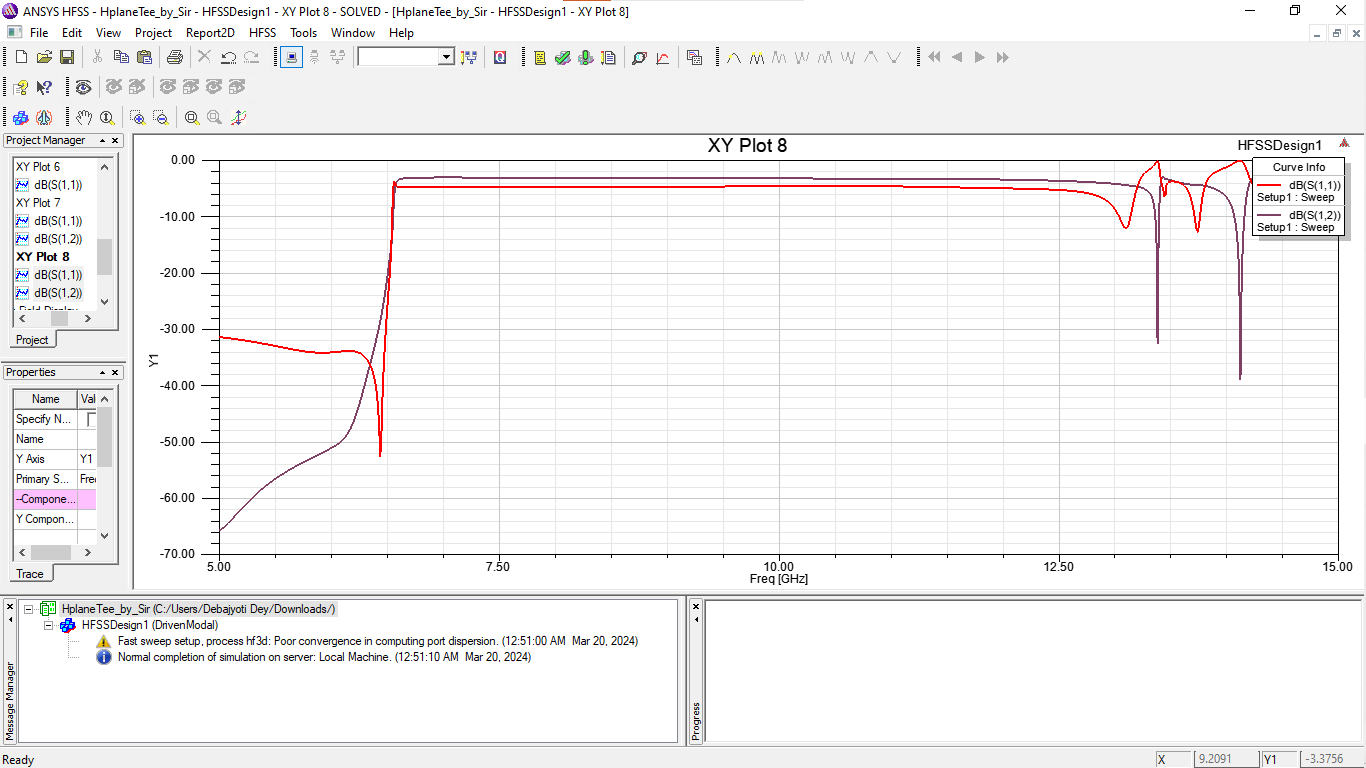 ANSYS HFSS - HplaneTee_by_Sir - HFSSDesign1 - XY Plot 8 - SOLVED - [HplaneTee_by_Sir - HFSSDesign1 - XY Plot 8]
File Edit View Project Report2D HFSS Tools Window Help
Project Manager
XY Plot 6
dB(S(1,1))
XY Plot 7
dB(S(1,1))
dB(S(1,2))
XY Plot 8
dB(S(1,1))
dB(S(1,2))
Project
Properties
Name Val
Specify N...
Name
Y Axis Y1
Primary S... Fre
--Compone...
Y Compon...
Trace
XY Plot 8
HFSSDesign1
Curve Info
dB(S(1,1))
Setup1 : Sweep
dB(S(1,2))
Setup1 : Sweep
Y1
0.00
-10.00
-20.00
-30.00
-40.00
-50.00
-60.00
-70.00
5.00 7.50 10.00 12.50 15.00
Freq [GHz]
Message Manager
HplaneTee_by_Sir (C:/Users/Debajyoti Dey/Downloads/)
HFSSDesign1 (DrivenModal)
Fast sweep setup, process hf3d: Poor convergence in computing port dispersion. (12:51:00 AM Mar 20, 2024)
Normal completion of simulation on server: Local Machine. (12:51:10 AM Mar 20, 2024)
Progress
Ready
X 9.2091 Y1 -3.3756